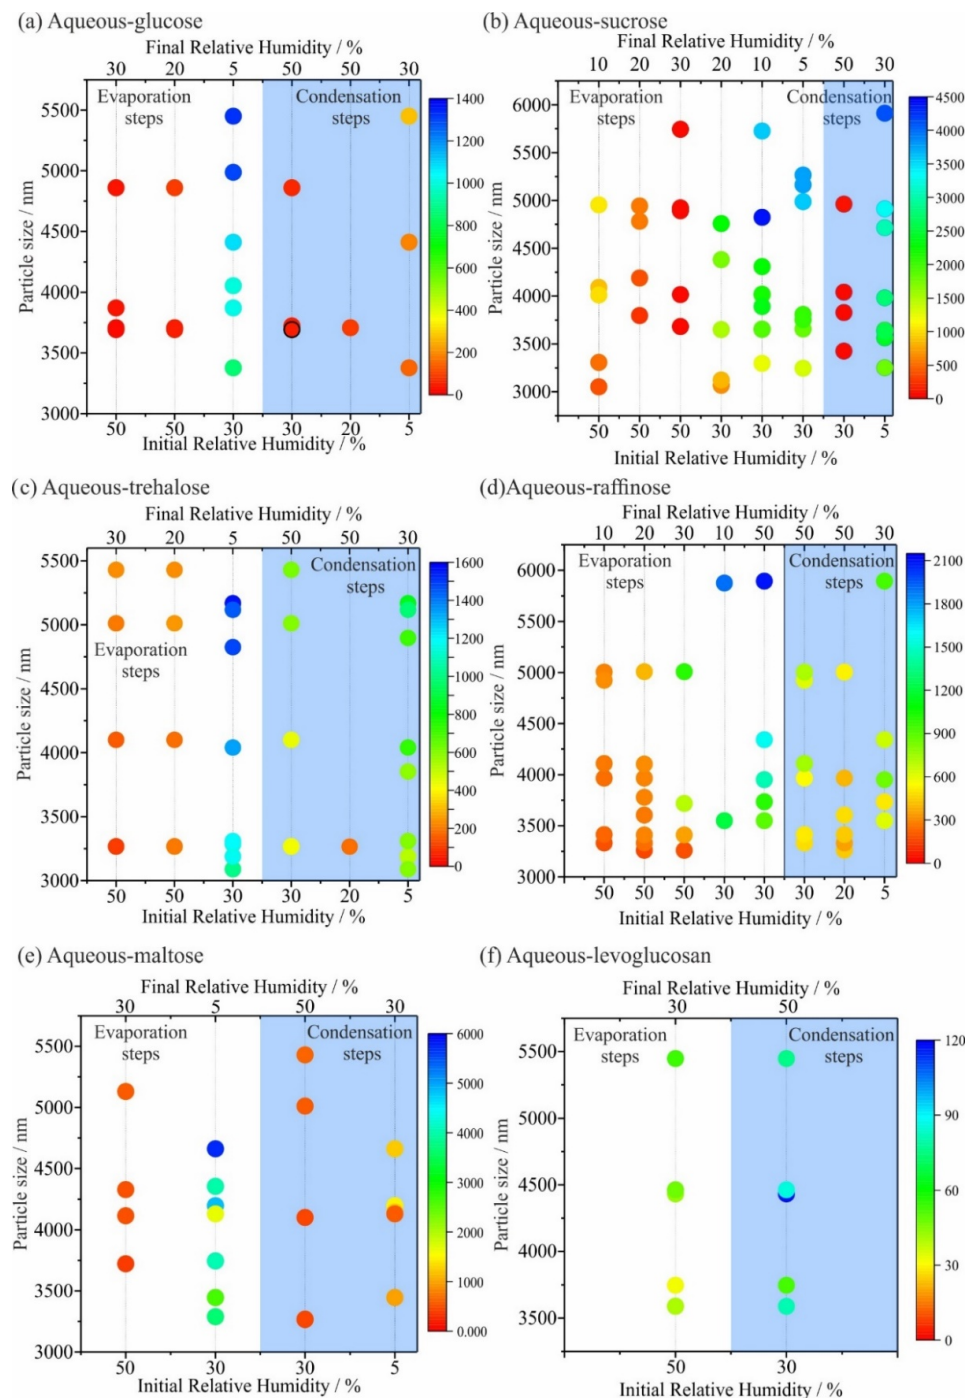 (a) Aqueous-glucose
Final Relative Humidity / %
30 20 5 50 50 30
Evaporation steps
Condensation steps
Particle size / nm
5500
5000
4500
4000
3500
3000
50 50 30 30 20 5
Initial Relative Humidity / %
1400
1200
1000
800
600
400
200
0
(b) Aqueous-sucrose
Final Relative Humidity / %
10 20 30 20 10 5 50 30
Evaporation steps
Condensation steps
Particle size / nm
6000
5750
5500
5250
5000
4750
4500
4250
4000
3750
3500
3250
3000
50 50 50 30 30 30 30 5
Initial Relative Humidity / %
4500
4000
3500
3000
2500
2000
1500
1000
500
0
(c) Aqueous-trehalose
Final Relative Humidity / %
30 20 5 50 50 30
Condensation steps
Evaporation steps
Particle size / nm
5500
5000
4500
4000
3500
3000
50 50 30 30 20 5
Initial Relative Humidity / %
1600
1400
1200
1000
800
600
400
200
0
(d)Aqueous-raffinose
Final Relative Humidity / %
10 20 30 10 50 50 50 30
Evaporation steps
Condensation steps
Particle size / nm
6000
5500
5000
4500
4000
3500
3000
50 50 50 30 30 30 20 5
Initial Relative Humidity / %
2100
1800
1500
1200
900
600
300
0
(e) Aqueous-maltose
Final Relative Humidity / %
30 5 50 30
Evaporation steps
Condensation steps
Particle size / nm
5500
5000
4500
4000
3500
3000
50 30 30 5
Initial Relative Humidity / %
6000
5000
4000
3000
2000
1000
0.000
(f) Aqueous-levoglucosan
Final Relative Humidity / %
30 50
Evaporation steps
Condensation steps
Particle size / nm
5500
5000
4500
4000
3500
50 30
Initial Relative Humidity / %
120
90
60
30
0